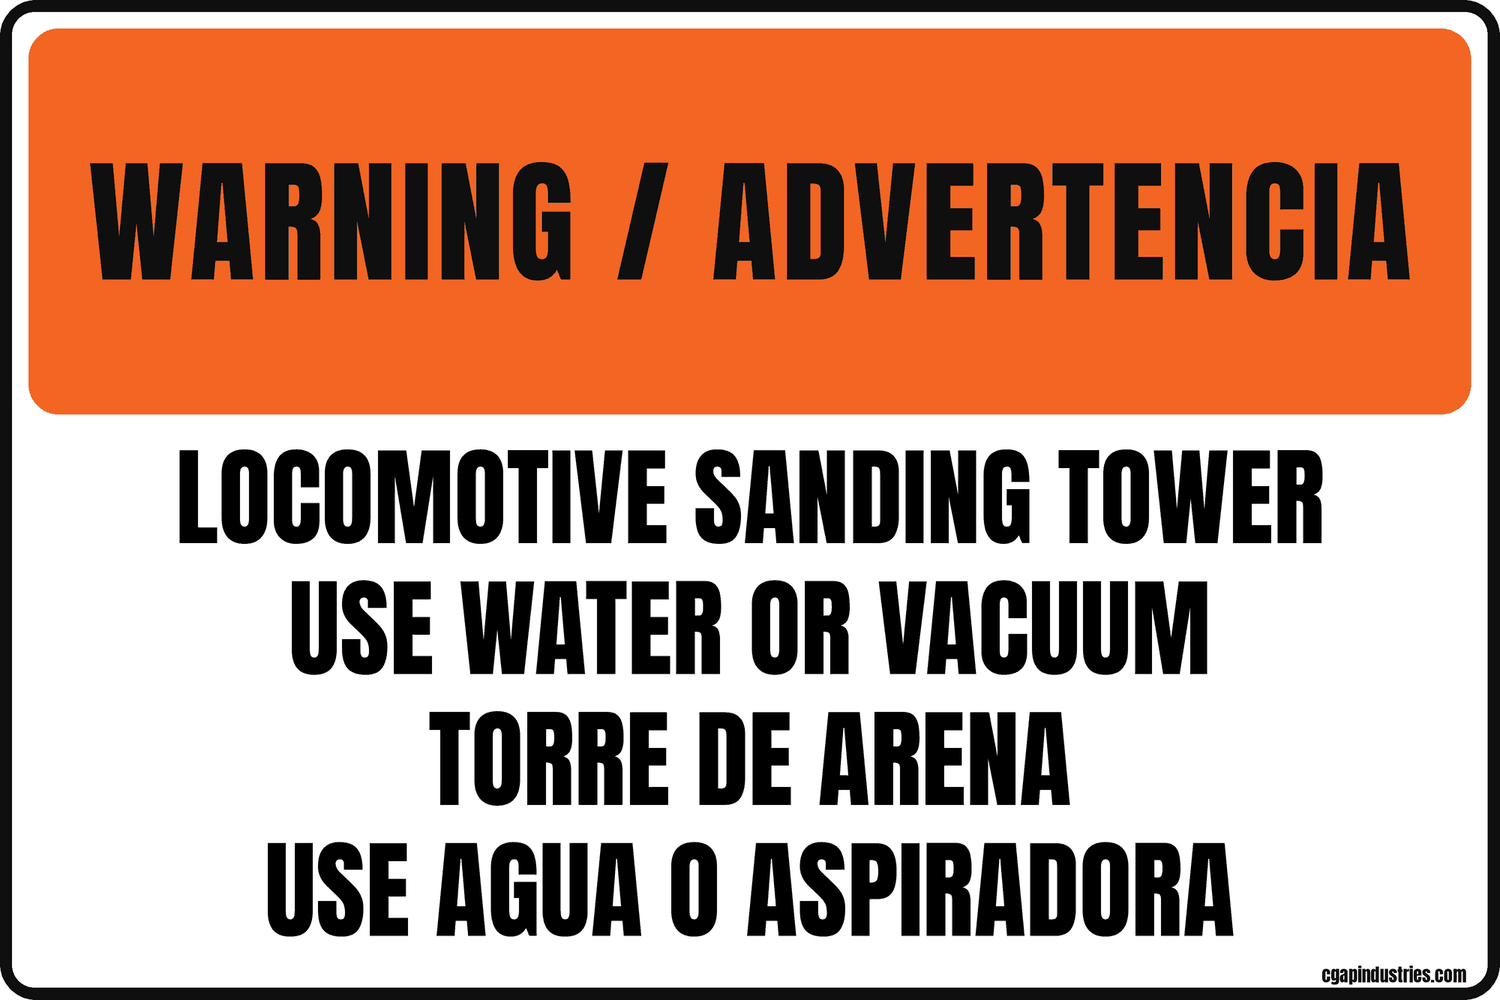 WARNING / ADVERTENCIA
LOCOMOTIVE SANDING TOWER
USE WATER OR VACUUM
TORRE DE ARENA
USE AGUA O ASPIRADORA
cgapindustries.com